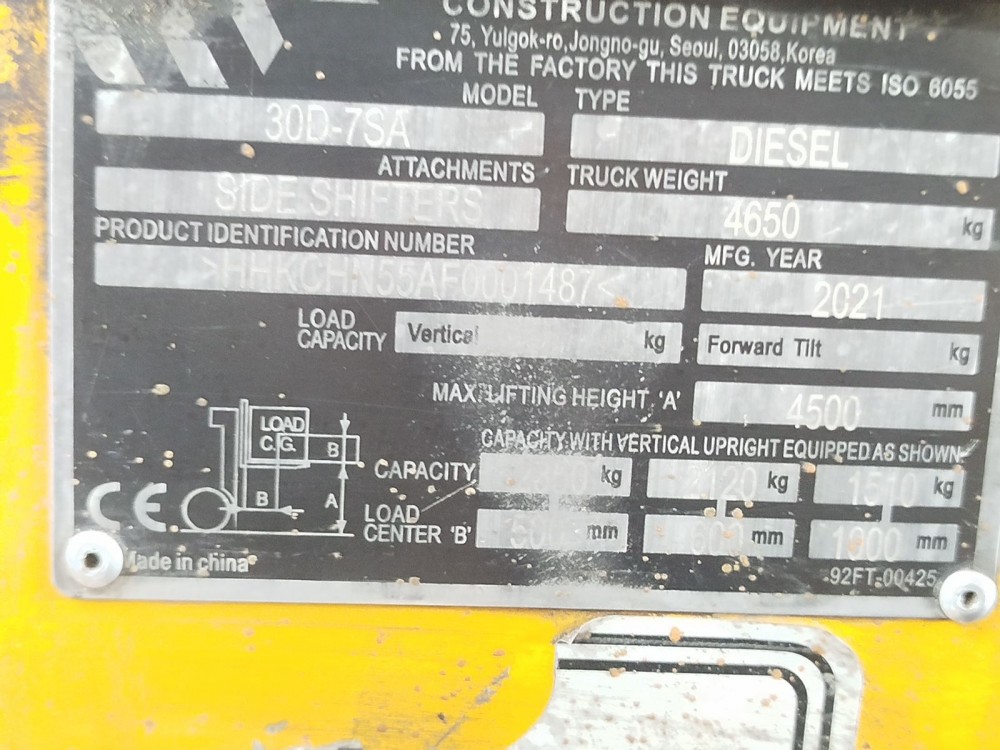 CONSTRUCTION EQUIPMENT
75, Yulgok-ro,Jongno-gu, Seoul, 03058,Korea
FROM THE FACTORY THIS TRUCK MEETS ISO 6055
MODEL TYPE
30D-7SA DIESEL
ATTACHMENTS TRUCK WEIGHT
SIDE SHIFTERS 4650 kg
PRODUCT IDENTIFICATION NUMBER MFG. YEAR
>HHKCHN55AF0001487< 2021
LOAD CAPACITY Vertical kg Forward Tilt kg
MAX. LIFTING HEIGHT 'A' 4500 mm
CAPACITY WITH VERTICAL UPRIGHT EQUIPPED AS SHOWN
LOAD
C.G.
B
B
A
CAPACITY kg kg 1510 kg
LOAD CENTER 'B' 500 mm 600 mm mm
CE
Made in china
92FT-00425